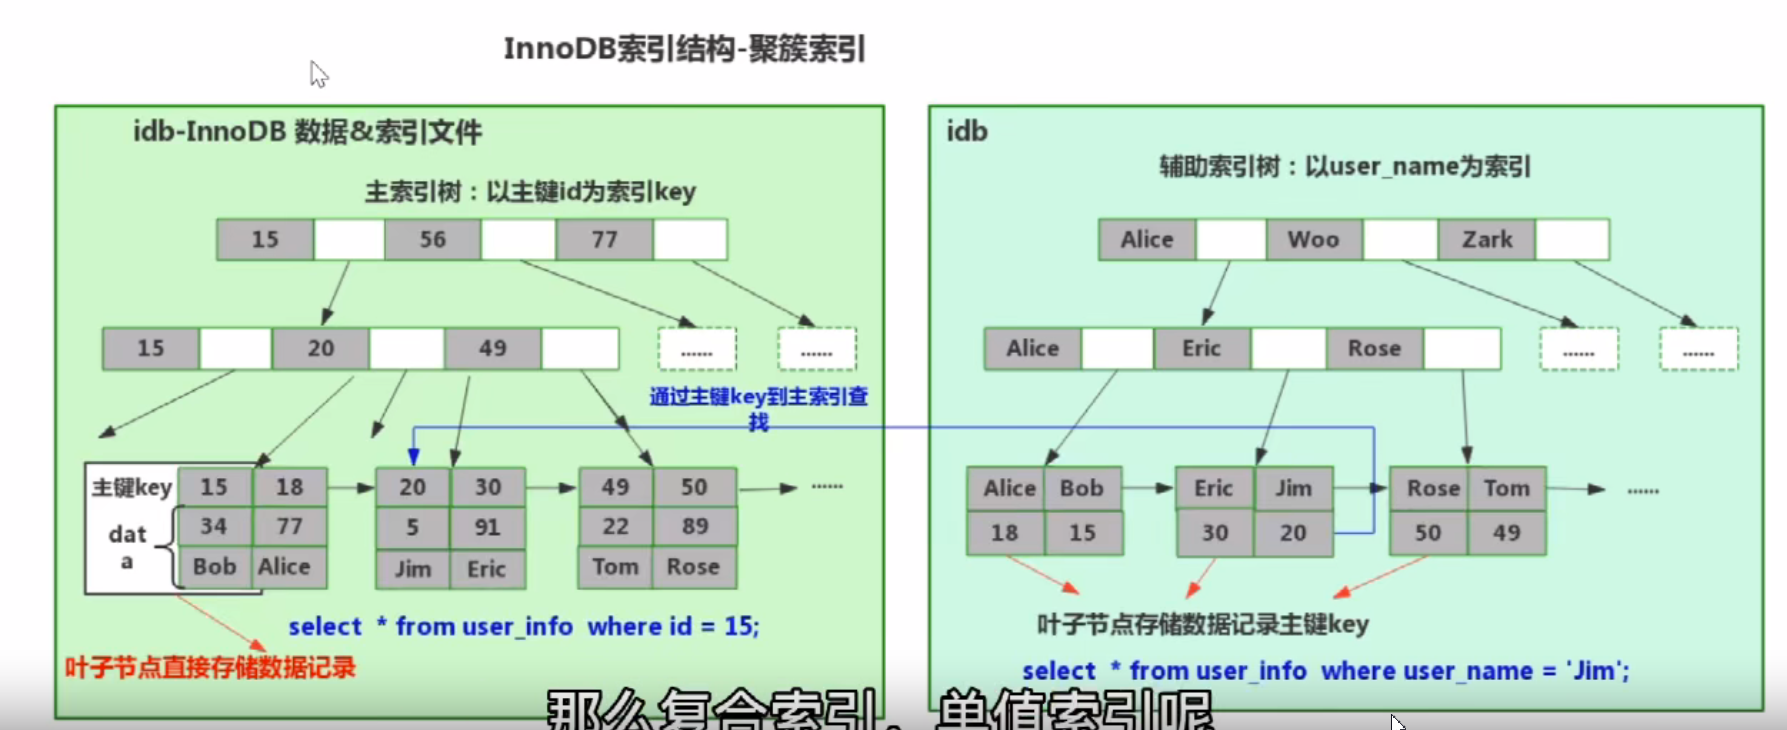 InnoDB索引结构-聚簇索引
idb-InnoDB 数据&索引文件
主索引树：以主键id为索引key
15 56 77
15 20 49 ...... ......
通过主键key到主索引查
找
主键key 15 18 20 30 49 50 ......
dat
a
34 77 5 91 22 89
Bob Alice Jim Eric Tom Rose
select * from user_info where id = 15;
叶子节点直接存储数据记录
idb
辅助索引树：以user_name为索引
Alice Woo Zark
Alice Eric Rose ...... ......
Alice Bob Eric Jim Rose Tom ......
18 15 30 20 50 49
叶子节点存储数据记录主键key
select * from user_info where user_name = 'Jim';
那么复合索引，单值索引呢